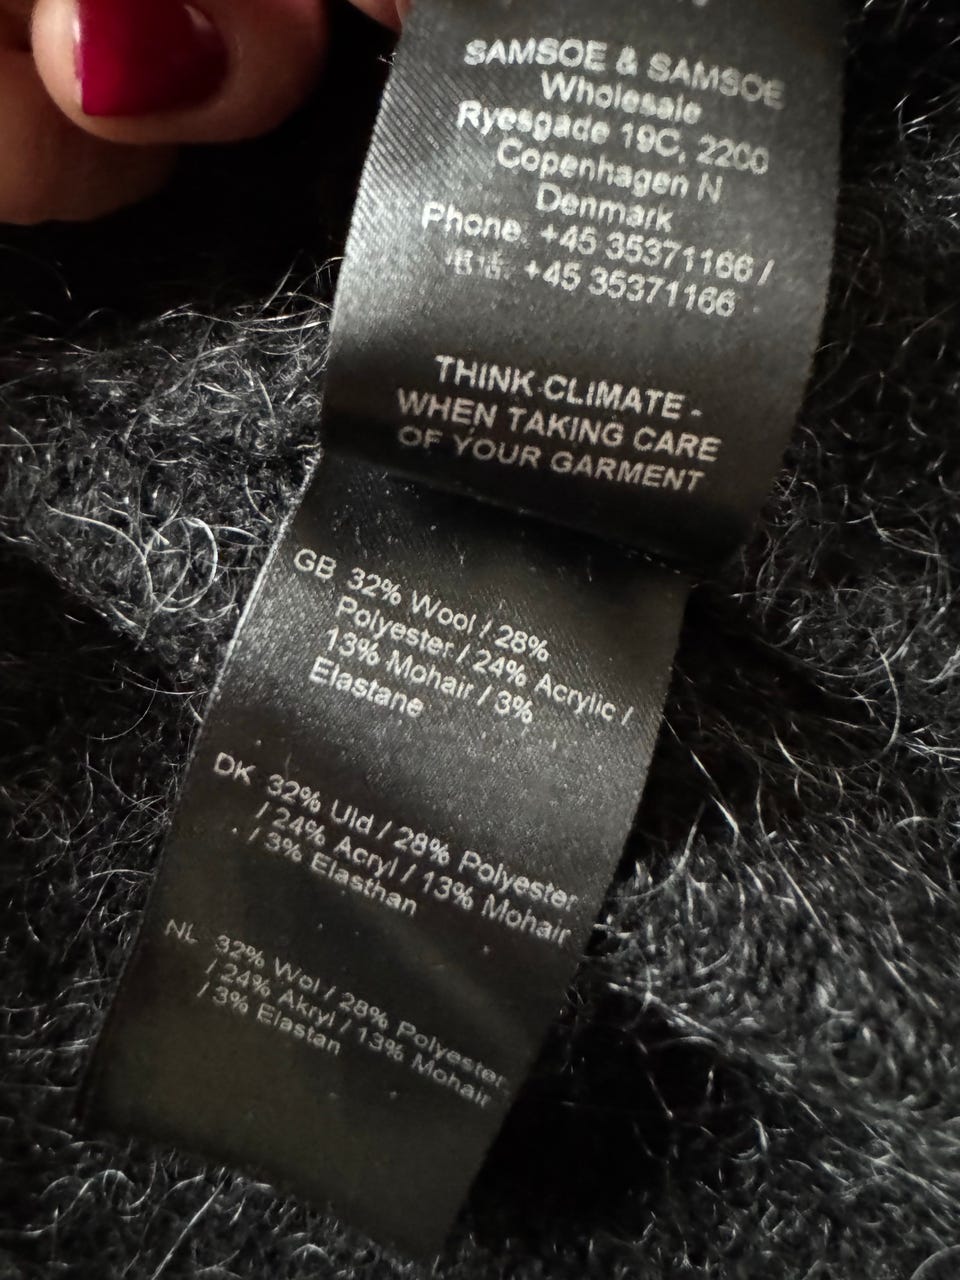 SAMSOE & SAMSOE
Wholesale
Ryesgade 19C, 2200
Copenhagen N
Denmark
Phone: +45 35371166 /
电话: +45 35371166
THINK CLIMATE -
WHEN TAKING CARE
OF YOUR GARMENT
GB 32% Wool / 28%
Polyester / 24% Acrylic /
13% Mohair / 3%
Elastane
DK 32% Uld / 28% Polyester
/ 24% Acryl / 13% Mohair
/ 3% Elasthan
NL 32% Wol / 28% Polyester
/ 24% Akryl / 13% Mohair
/ 3% Elastan